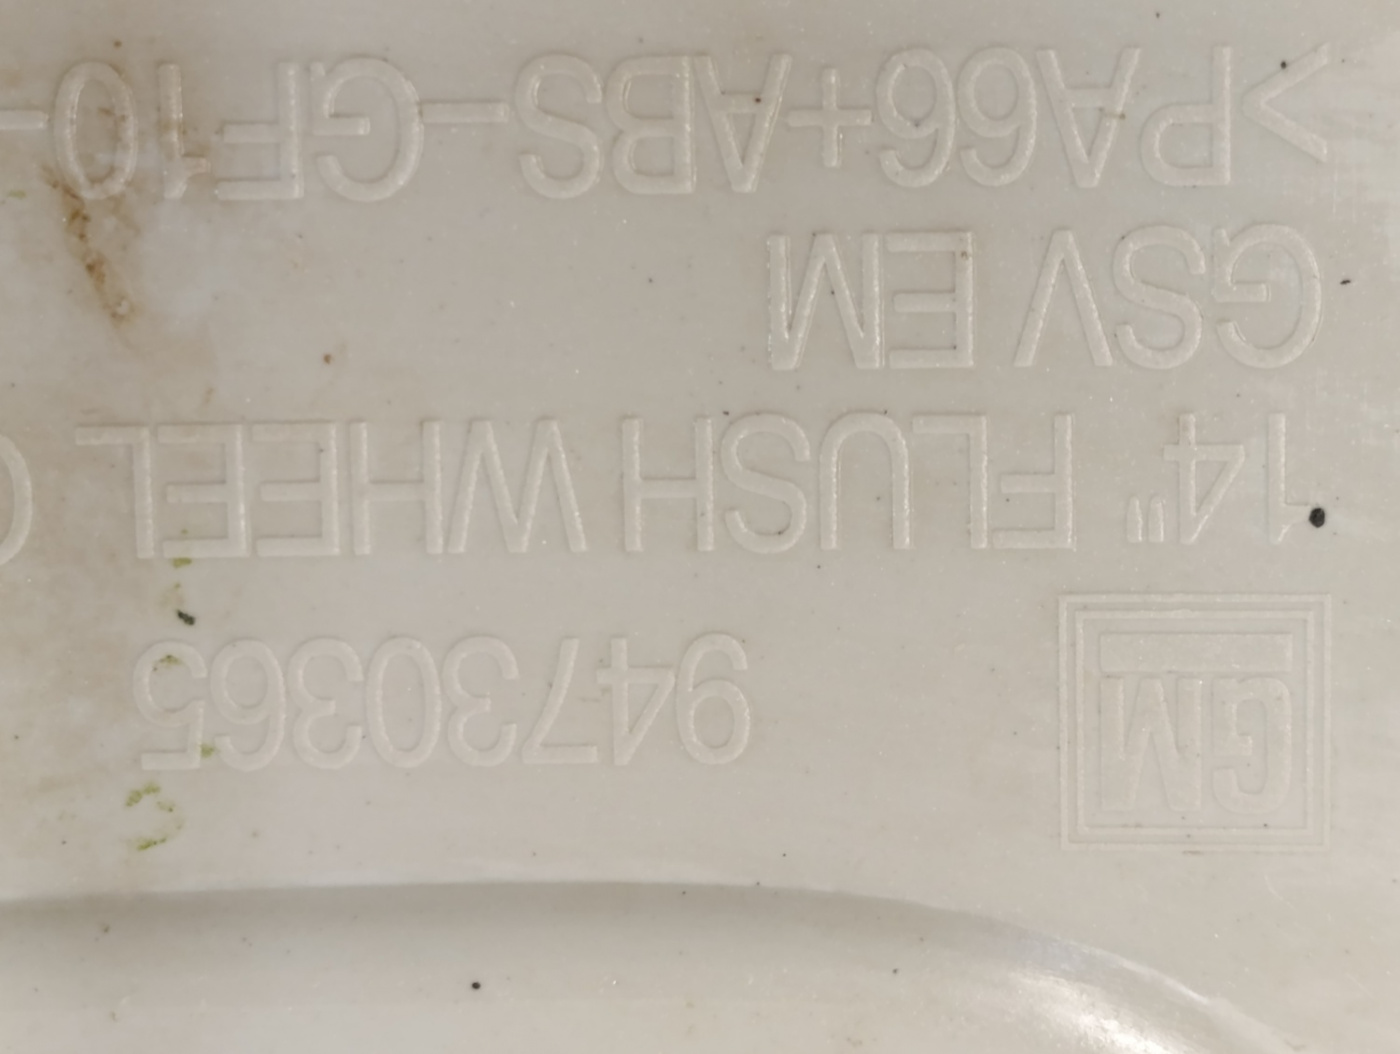 GM 94730365
14" FLUSH WHEEL
GSV EM
>PA66+ABS-GF10-